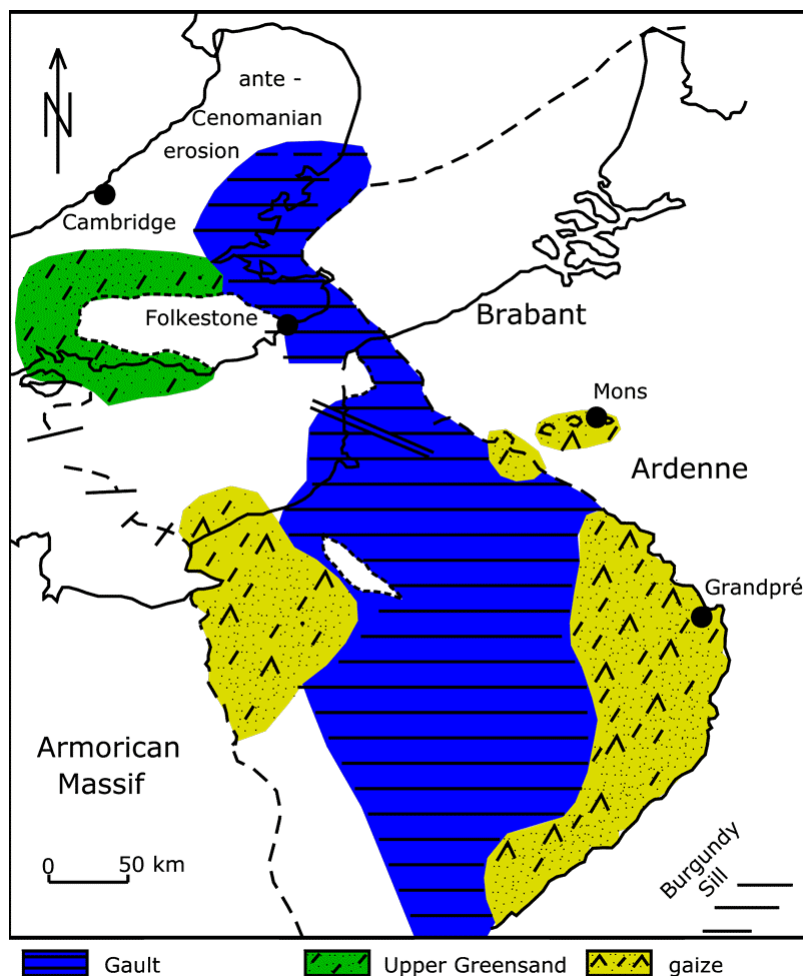 ante -
Cenomanian
erosion
N
Cambridge
Folkestone
Brabant
Mons
Ardenne
Grandpré
Armorican
Massif
0 50 km
Burgundy
Sill
Gault Upper Greensand gaize